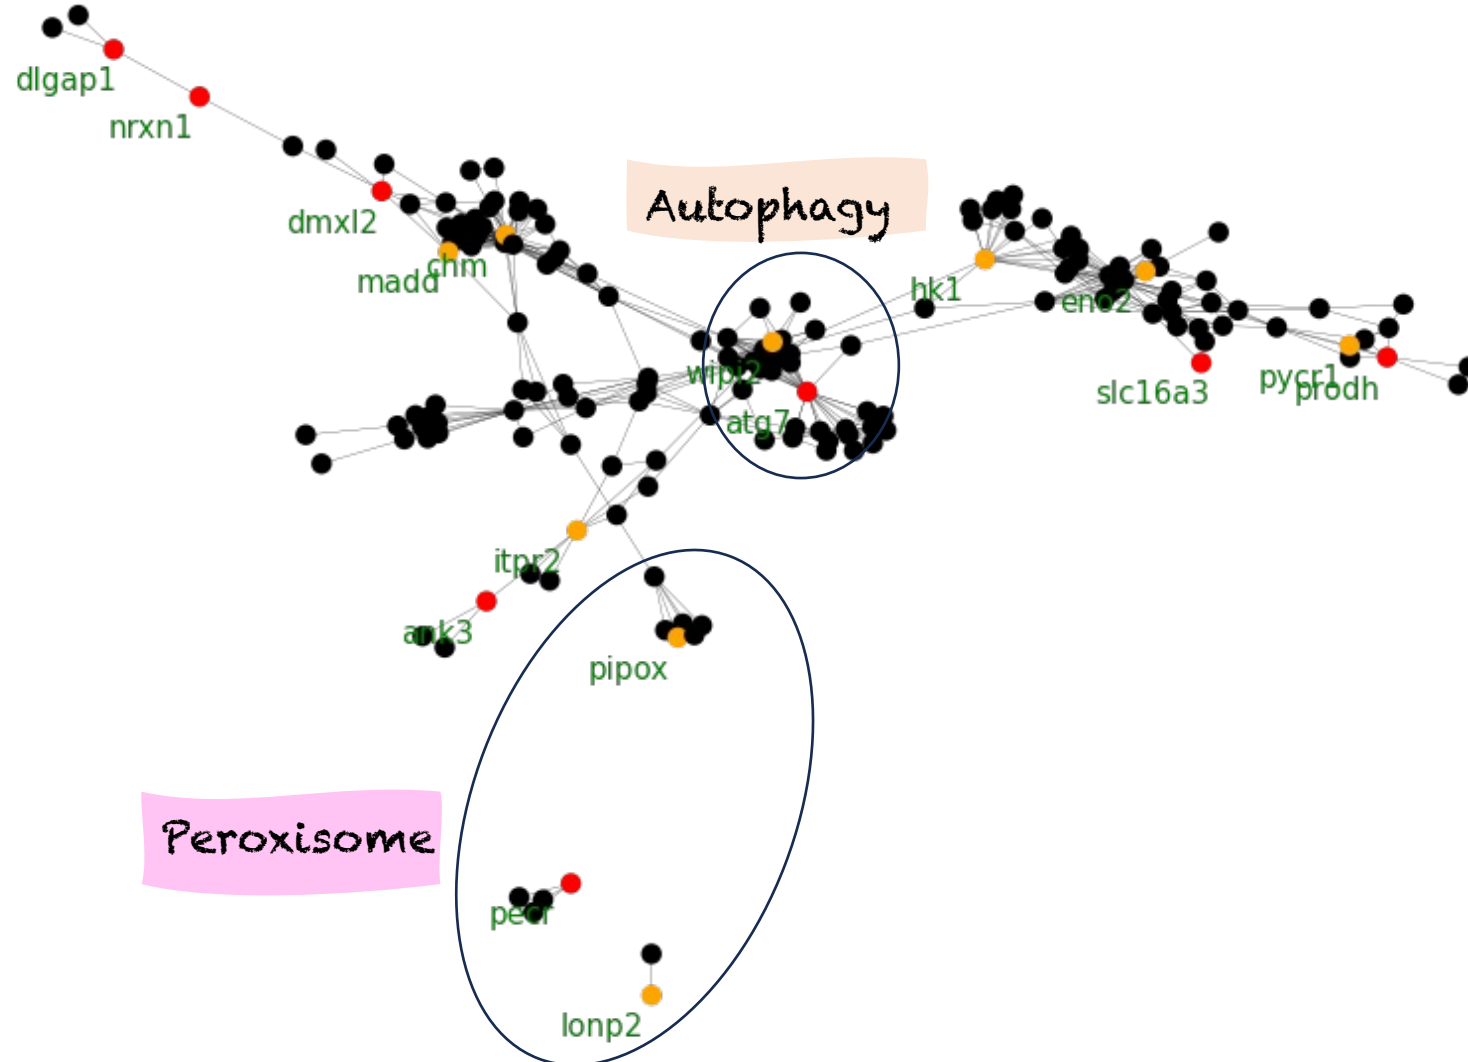 dlgap1
nrxn1
Autophagy
dmxl2
chm
madd
hk1
eno2
wipi2
slc16a3
pycr1
prodh
atg7
itpr2
ank3
pipox
Peroxisome
pecr
lonp2